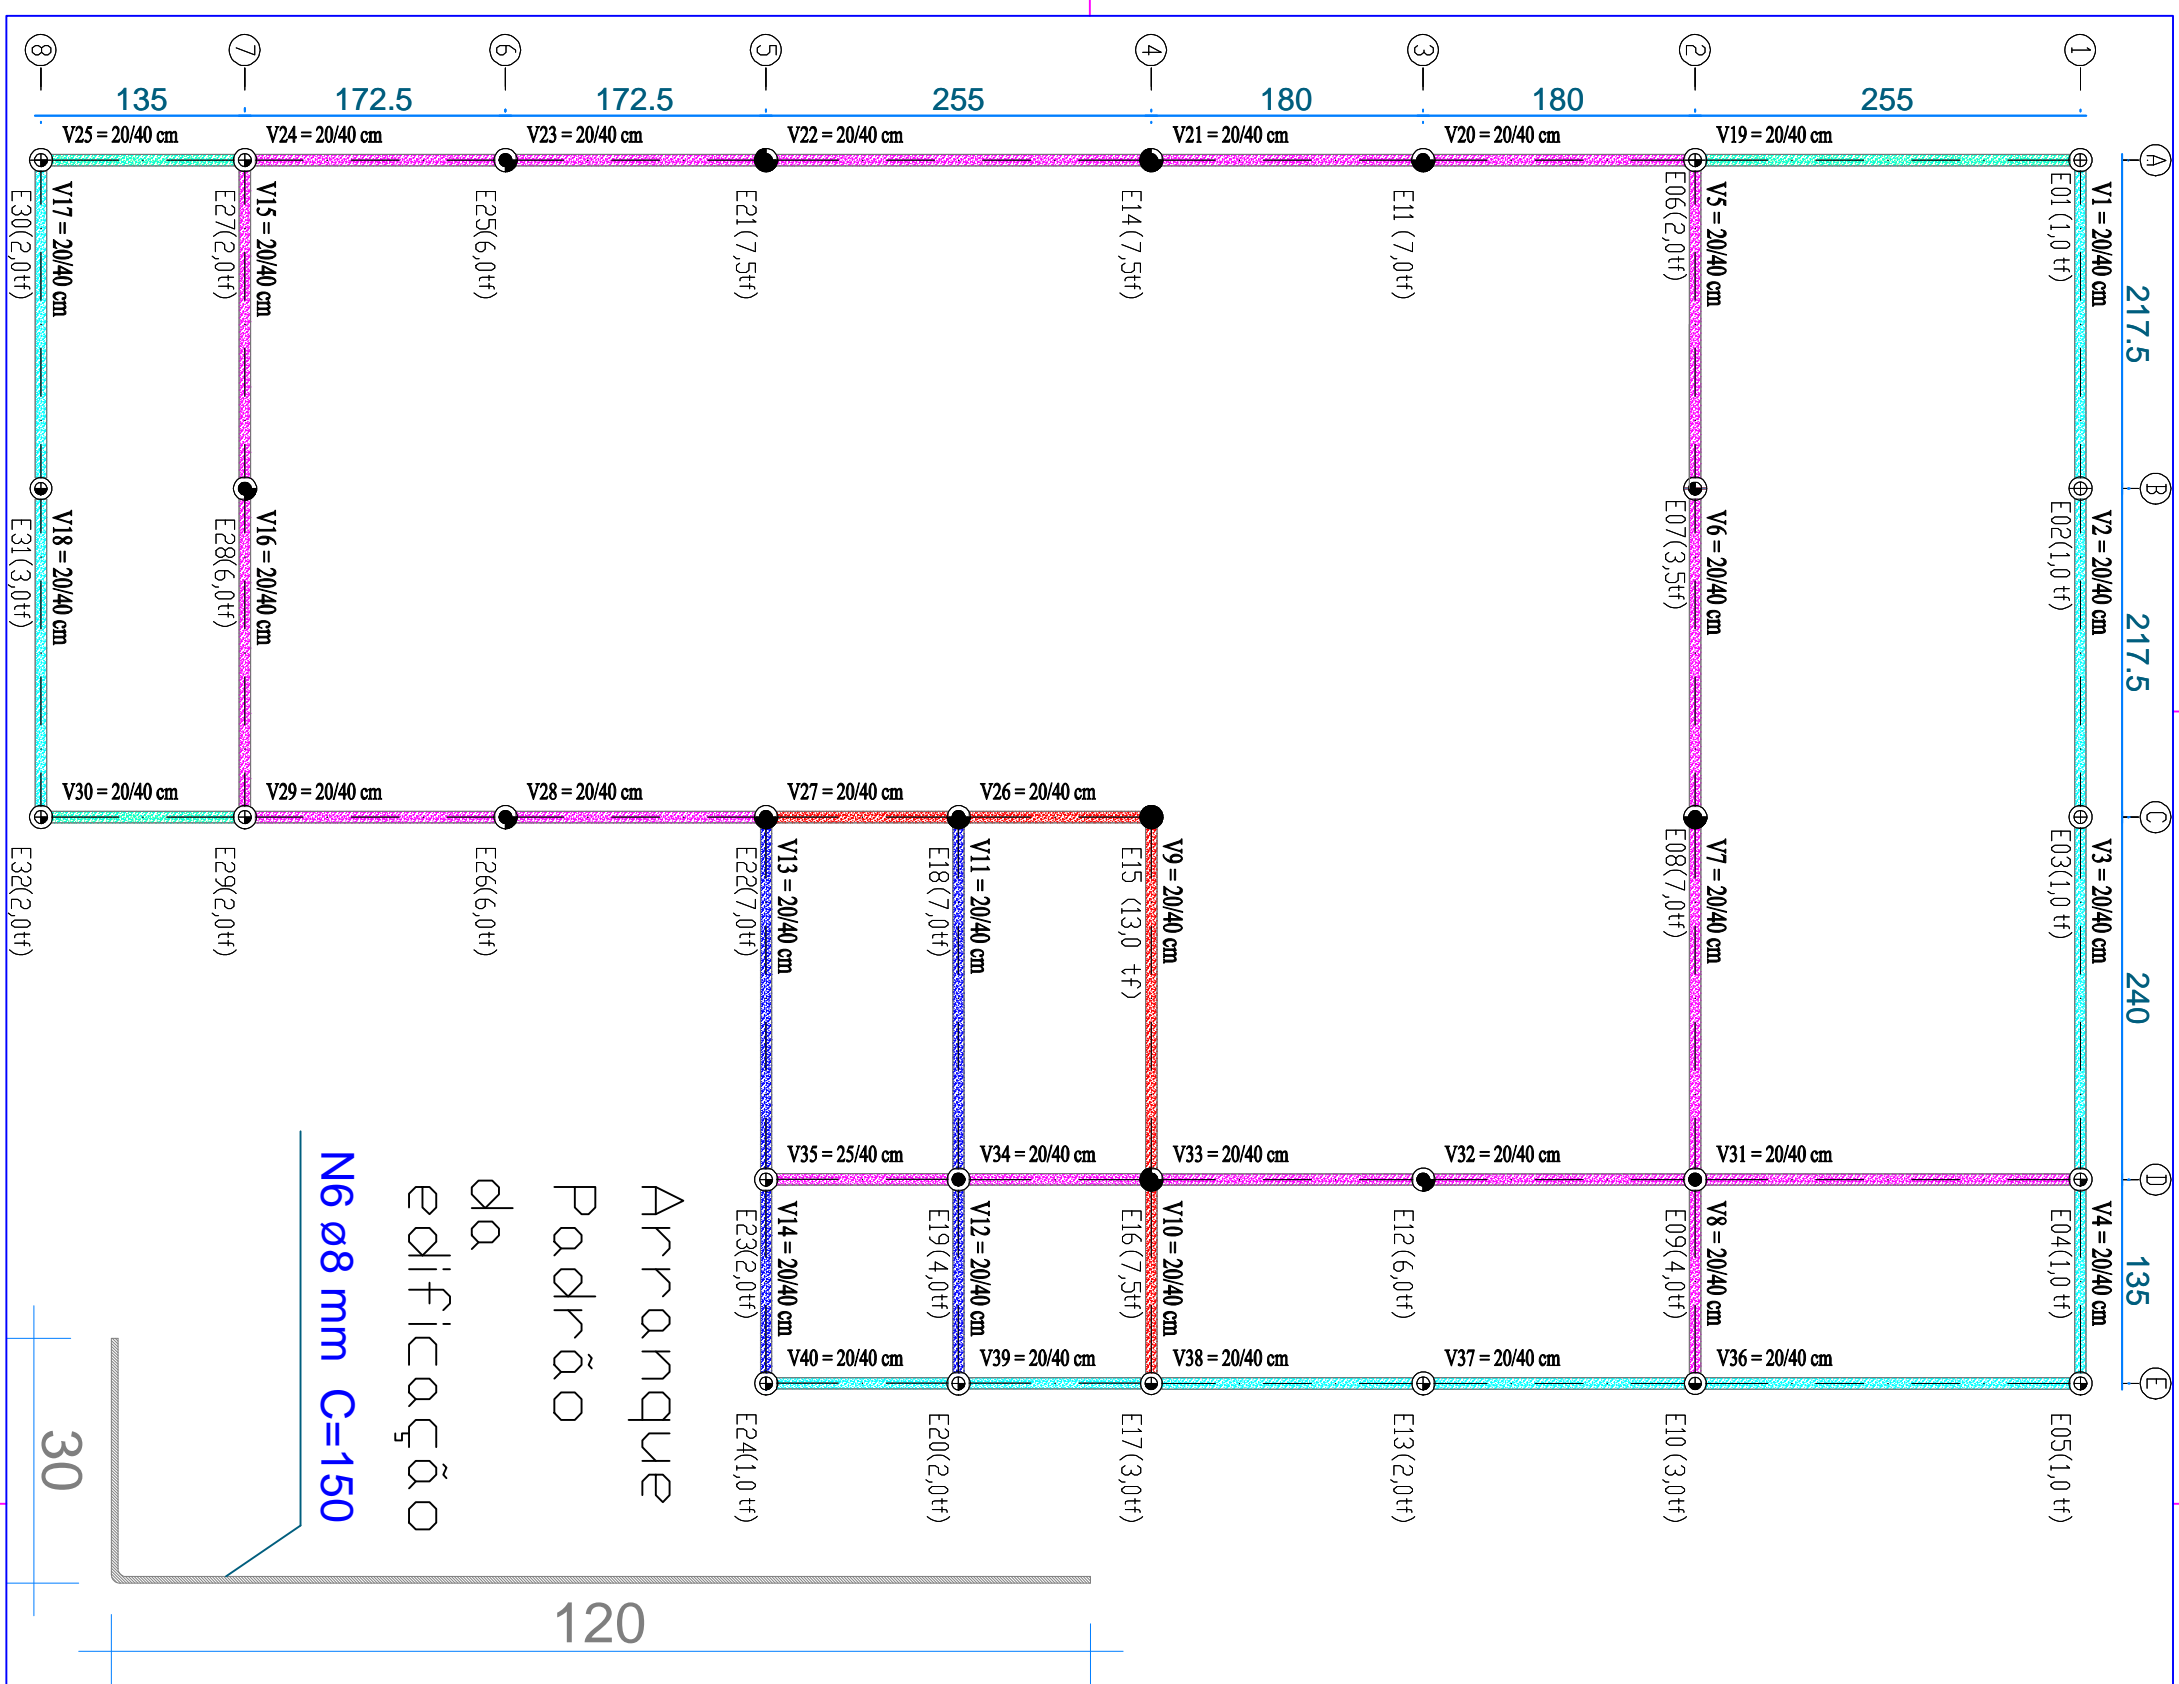 8
7
6
5
4
3
2
1
135
172.5
172.5
255
180
180
255
V25 = 20/40 cm
V24 = 20/40 cm
V23 = 20/40 cm
V22 = 20/40 cm
V21 = 20/40 cm
V20 = 20/40 cm
V19 = 20/40 cm
A
V17 = 20/40 cm
E30(2,0tf)
V15 = 20/40 cm
E27(2,0tf)
E25(6,0tf)
E21(7,5tf)
E14(7,5tf)
E11(7,0tf)
V5 = 20/40 cm
E06(2,0tf)
V1 = 20/40 cm
E01(1,0 tf)
217.5
B
V18 = 20/40 cm
E31(3,0tf)
V16 = 20/40 cm
E28(6,0tf)
V6 = 20/40 cm
E07(3,5tf)
V2 = 20/40 cm
E02(1,0 tf)
217.5
V30 = 20/40 cm
V29 = 20/40 cm
V28 = 20/40 cm
V27 = 20/40 cm
V26 = 20/40 cm
C
E32(2,0tf)
E29(2,0tf)
E26(6,0tf)
V13 = 20/40 cm
E22(7,0tf)
V11 = 20/40 cm
E18(7,0tf)
V9 = 20/40 cm
E15 (13,0 tf)
V7 = 20/40 cm
E08(7,0tf)
V3 = 20/40 cm
E03(1,0 tf)
240
V35 = 25/40 cm
V34 = 20/40 cm
V33 = 20/40 cm
V32 = 20/40 cm
V31 = 20/40 cm
D
V14 = 20/40 cm
E23(2,0tf)
V12 = 20/40 cm
E19(4,0tf)
V10 = 20/40 cm
E16(7,5tf)
E12(6,0tf)
V8 = 20/40 cm
E09(4,0tf)
V4 = 20/40 cm
E04(1,0 tf)
135
V40 = 20/40 cm
V39 = 20/40 cm
V38 = 20/40 cm
V37 = 20/40 cm
V36 = 20/40 cm
E
E24(1,0 tf)
E20(2,0tf)
E17(3,0tf)
E13(2,0tf)
E10(3,0tf)
E05(1,0 tf)
Arranque
Padrão
da
edificação
N6 ø8 mm C=150
30
120